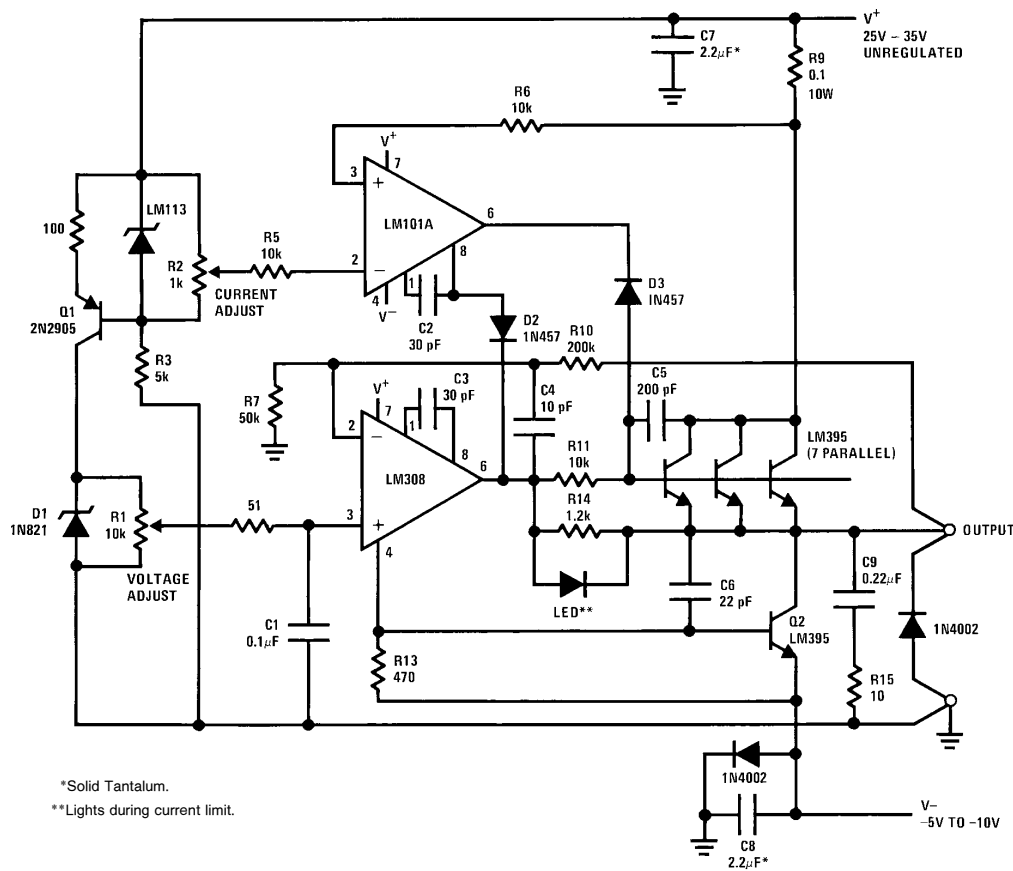 V+
25V – 35V
UNREGULATED
C7
2.2μF*
R9
0.1
10W
R6
10k
V+
7
3
+
LM101A
6
8
2
−
1
4
V−
C2
30 pF
LM113
100
R2
1k
R5
10k
CURRENT
ADJUST
Q1
2N2905
R3
5k
D3
IN457
D2
1N457
R10
200k
C5
200 pF
C4
10 pF
R7
50k
V+
7
C3
30 pF
1
2
−
8
LM308
6
3
+
4
R11
10k
LM395
(7 PARALLEL)
R14
1.2k
LED**
D1
1N821
R1
10k
51
VOLTAGE
ADJUST
C1
0.1μF
C6
22 pF
OUTPUT
C9
0.22μF
Q2
LM395
1N4002
R13
470
R15
10
1N4002
C8
2.2μF*
V−
−5V TO −10V
*Solid Tantalum.
**Lights during current limit.